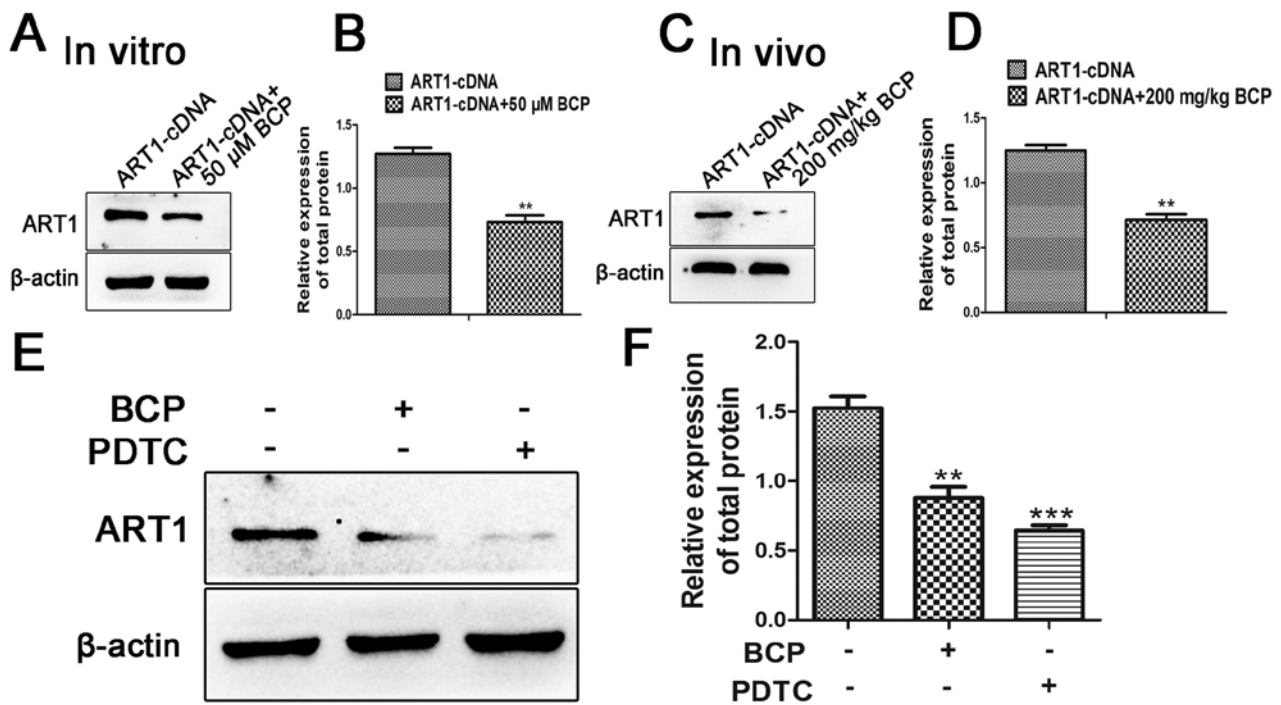 A In vitro
ART1-cDNA
ART1-cDNA+
50 µM BCP
ART1
β-actin
B
ART1-cDNA
ART1-cDNA+50 µM BCP
Relative expression
of total protein
1.5
1.0
0.5
0.0
**
C In vivo
ART1-cDNA
ART1-cDNA+
200 mg/kg BCP
ART1
β-actin
D
ART1-cDNA
ART1-cDNA+200 mg/kg BCP
Relative expression
of total protein
1.5
1.0
0.5
0.0
**
E
BCP - + -
PDTC - - +
ART1
β-actin
F
Relative expression
of total protein
2.0
1.5
1.0
0.5
0.0
**
***
BCP - + -
PDTC - - +